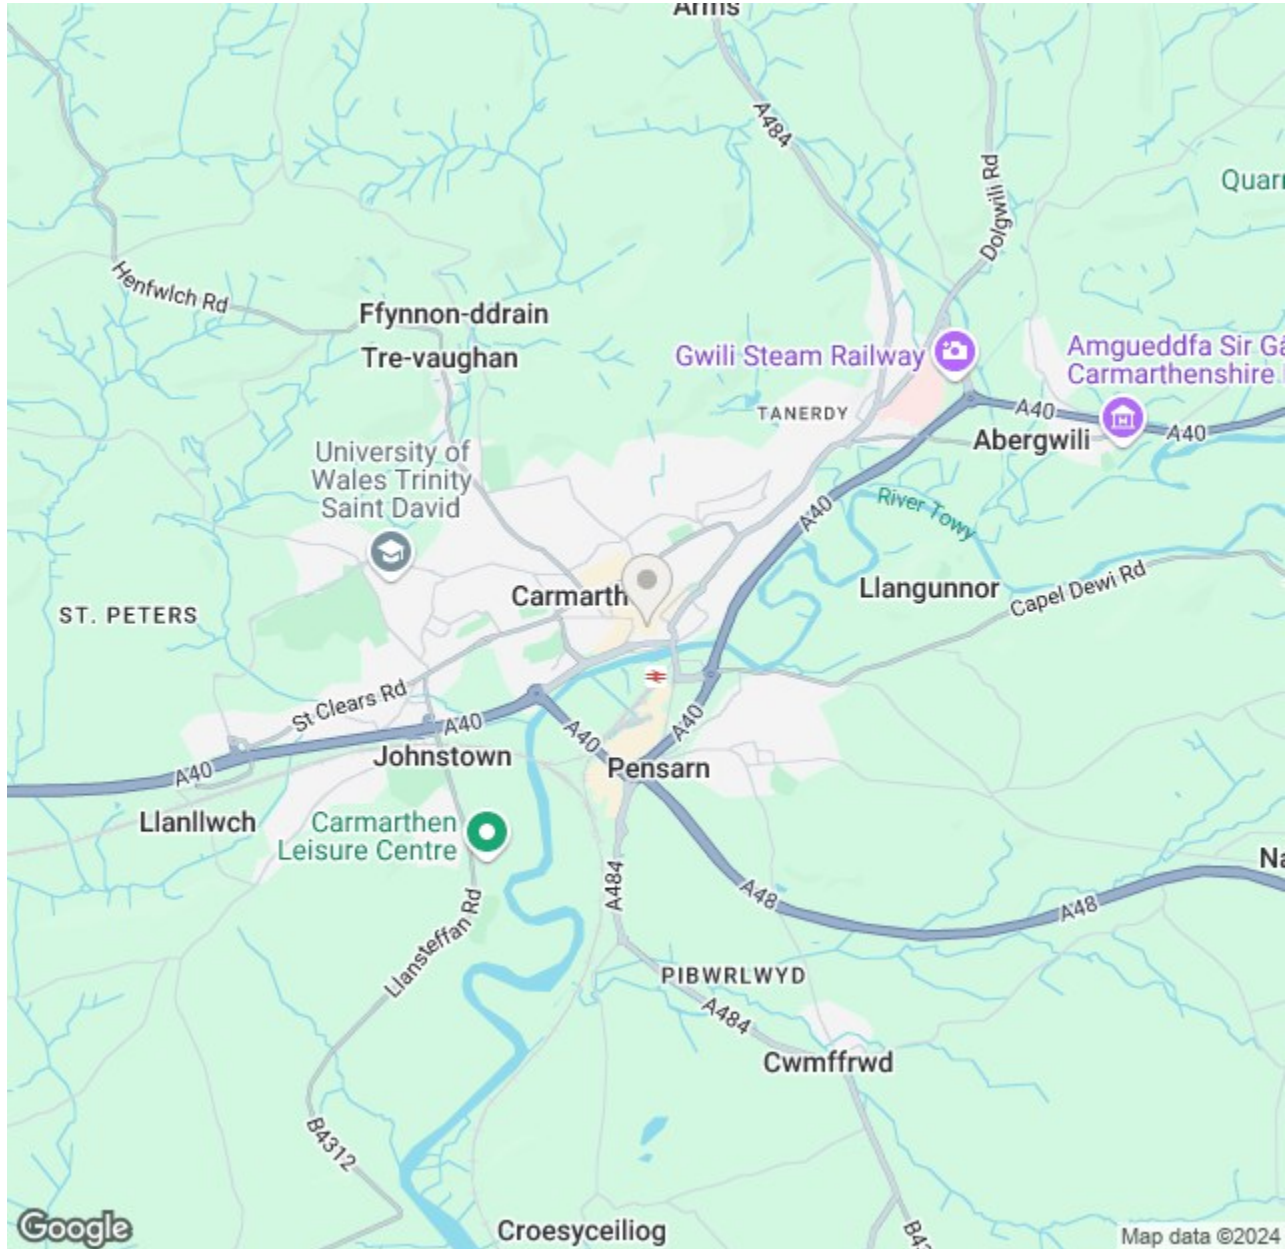 Arms
A484
Dolgwili Rd
Quarr
Henfwlch Rd
Ffynnon-ddrain
Tre-vaughan
Gwili Steam Railway
Amgueddfa Sir Gâ
Carmarthenshire
TANERDY
A40
Abergwili
A40
University of
Wales Trinity
Saint David
A40
River Towy
Carmarth
Llangunnor
Capel Dewi Rd
ST. PETERS
St Clears Rd
A40
A40
A40
Johnstown
Pensarn
A40
Llanllwch
Carmarthen
Leisure Centre
Na
A484
A48
A48
Llansteffan Rd
PIBWRLWYD
A484
Cwmffrwd
B4312
Croesyceiliog
B43
Google
Map data ©2024